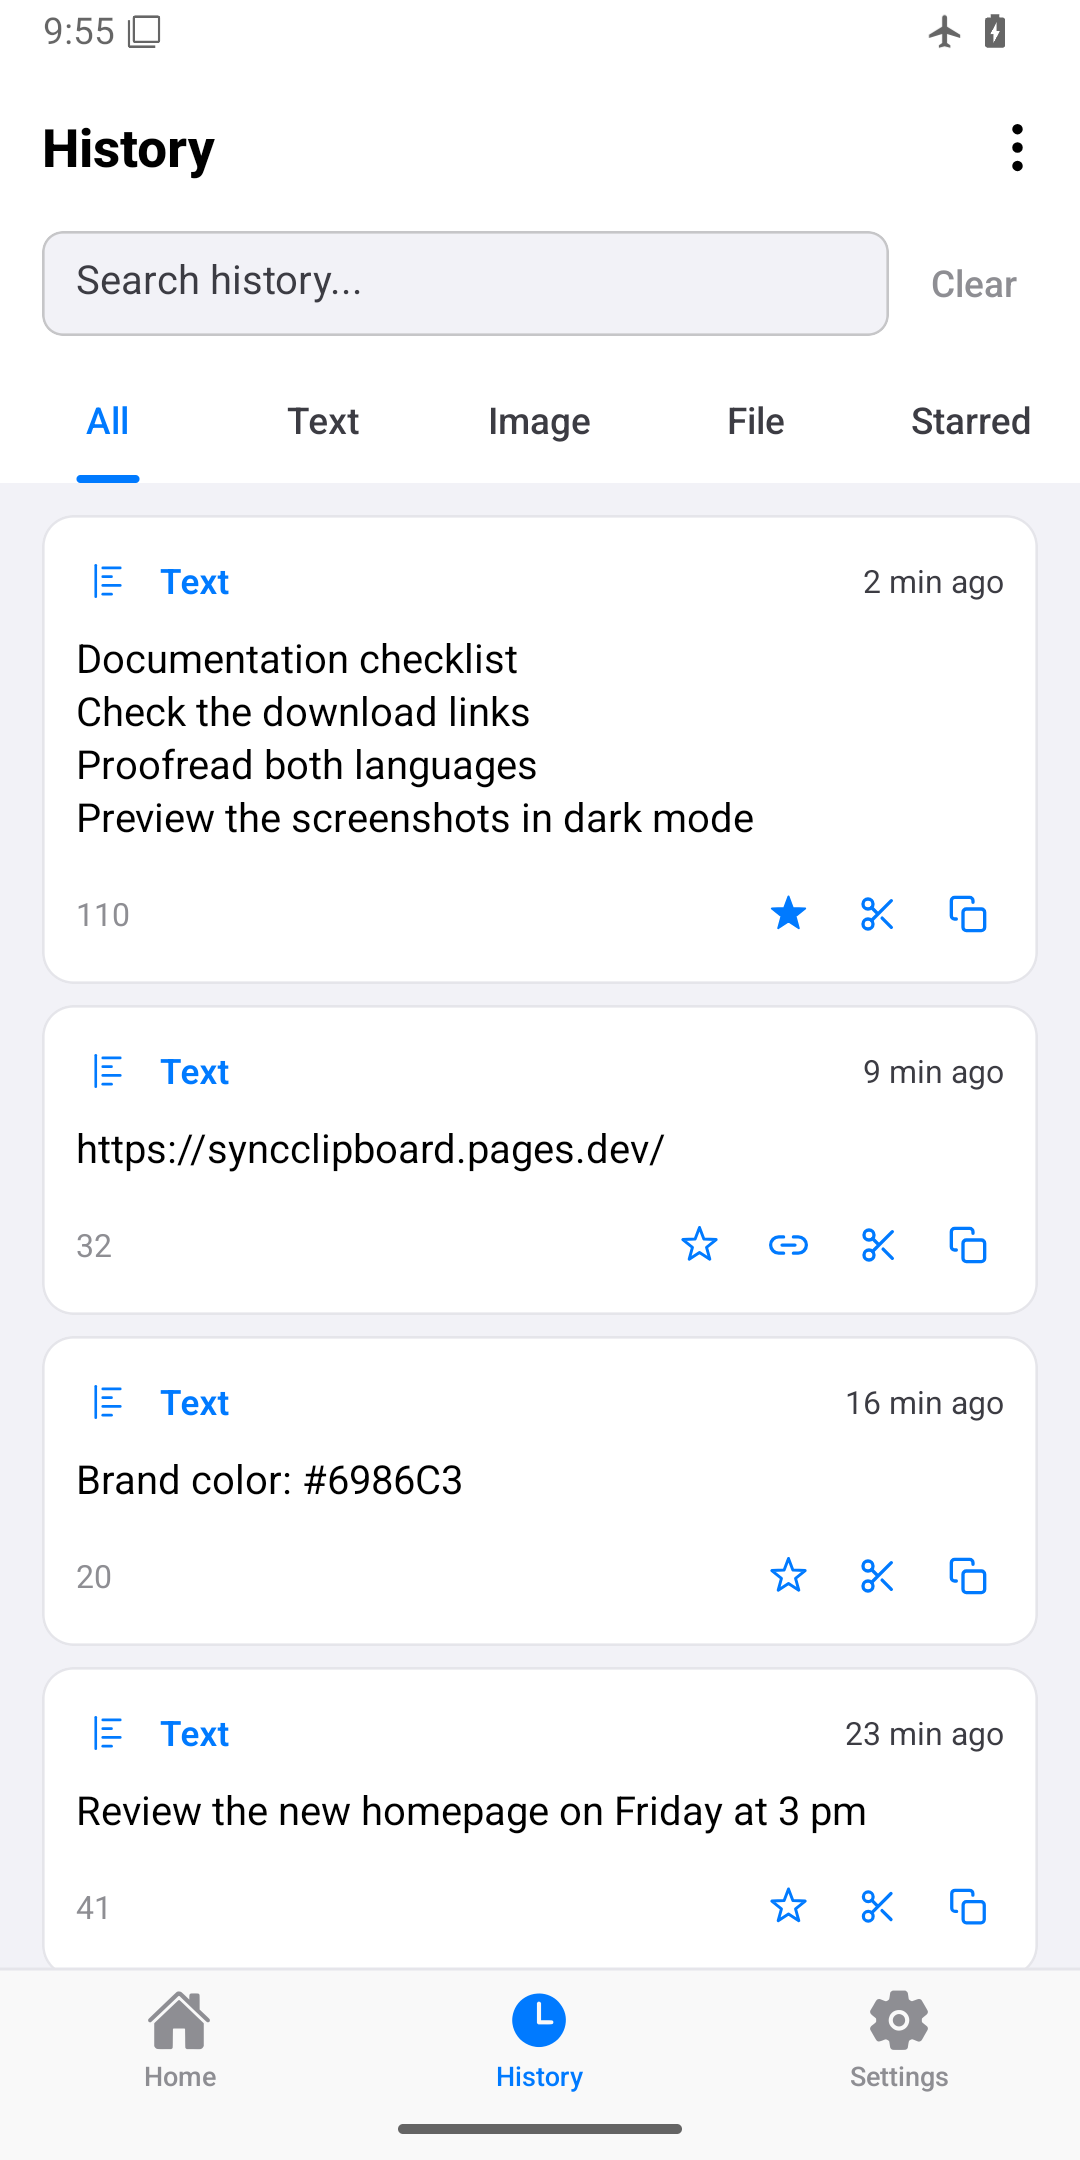 9:55
History
Search history...
Clear
All Text Image File Starred
Text 2 min ago
Documentation checklist
Check the download links
Proofread both languages
Preview the screenshots in dark mode
110
Text 9 min ago
https://syncclipboard.pages.dev/
32
Text 16 min ago
Brand color: #6986C3
20
Text 23 min ago
Review the new homepage on Friday at 3 pm
41
Home History Settings